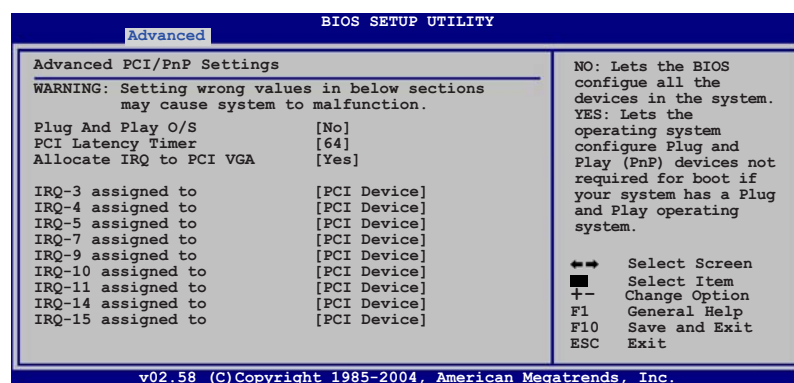 BIOS SETUP UTILITY
Advanced
Advanced PCI/PnP Settings
WARNING: Setting wrong values in below sections
may cause system to malfunction.
Plug And Play O/S [No]
PCI Latency Timer [64]
Allocate IRQ to PCI VGA [Yes]
IRQ-3 assigned to [PCI Device]
IRQ-4 assigned to [PCI Device]
IRQ-5 assigned to [PCI Device]
IRQ-7 assigned to [PCI Device]
IRQ-9 assigned to [PCI Device]
IRQ-10 assigned to [PCI Device]
IRQ-11 assigned to [PCI Device]
IRQ-14 assigned to [PCI Device]
IRQ-15 assigned to [PCI Device]
NO: Lets the BIOS
configue all the
devices in the system.
YES: Lets the
operating system
configure Plug and
Play (PnP) devices not
required for boot if
your system has a Plug
and Play operating
system.
Select Screen
Select Item
+- Change Option
F1 General Help
F10 Save and Exit
ESC Exit
v02.58 (C)Copyright 1985-2004, American Megatrends, Inc.